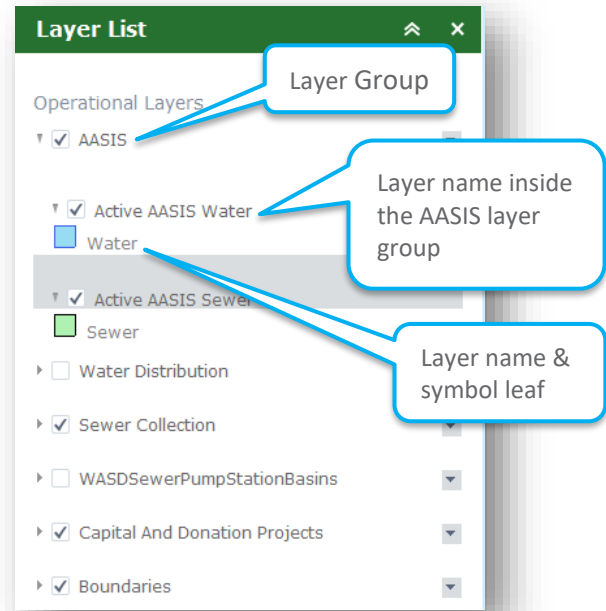 Layer List
Layer Group
Operational Layers
AASIS
Layer name inside
the AASIS layer
group
Active AASIS Water
Water
Active AASIS Sewer
Sewer
Layer name &
symbol leaf
Water Distribution
Sewer Collection
WASDSewerPumpStationBasins
Capital And Donation Projects
Boundaries